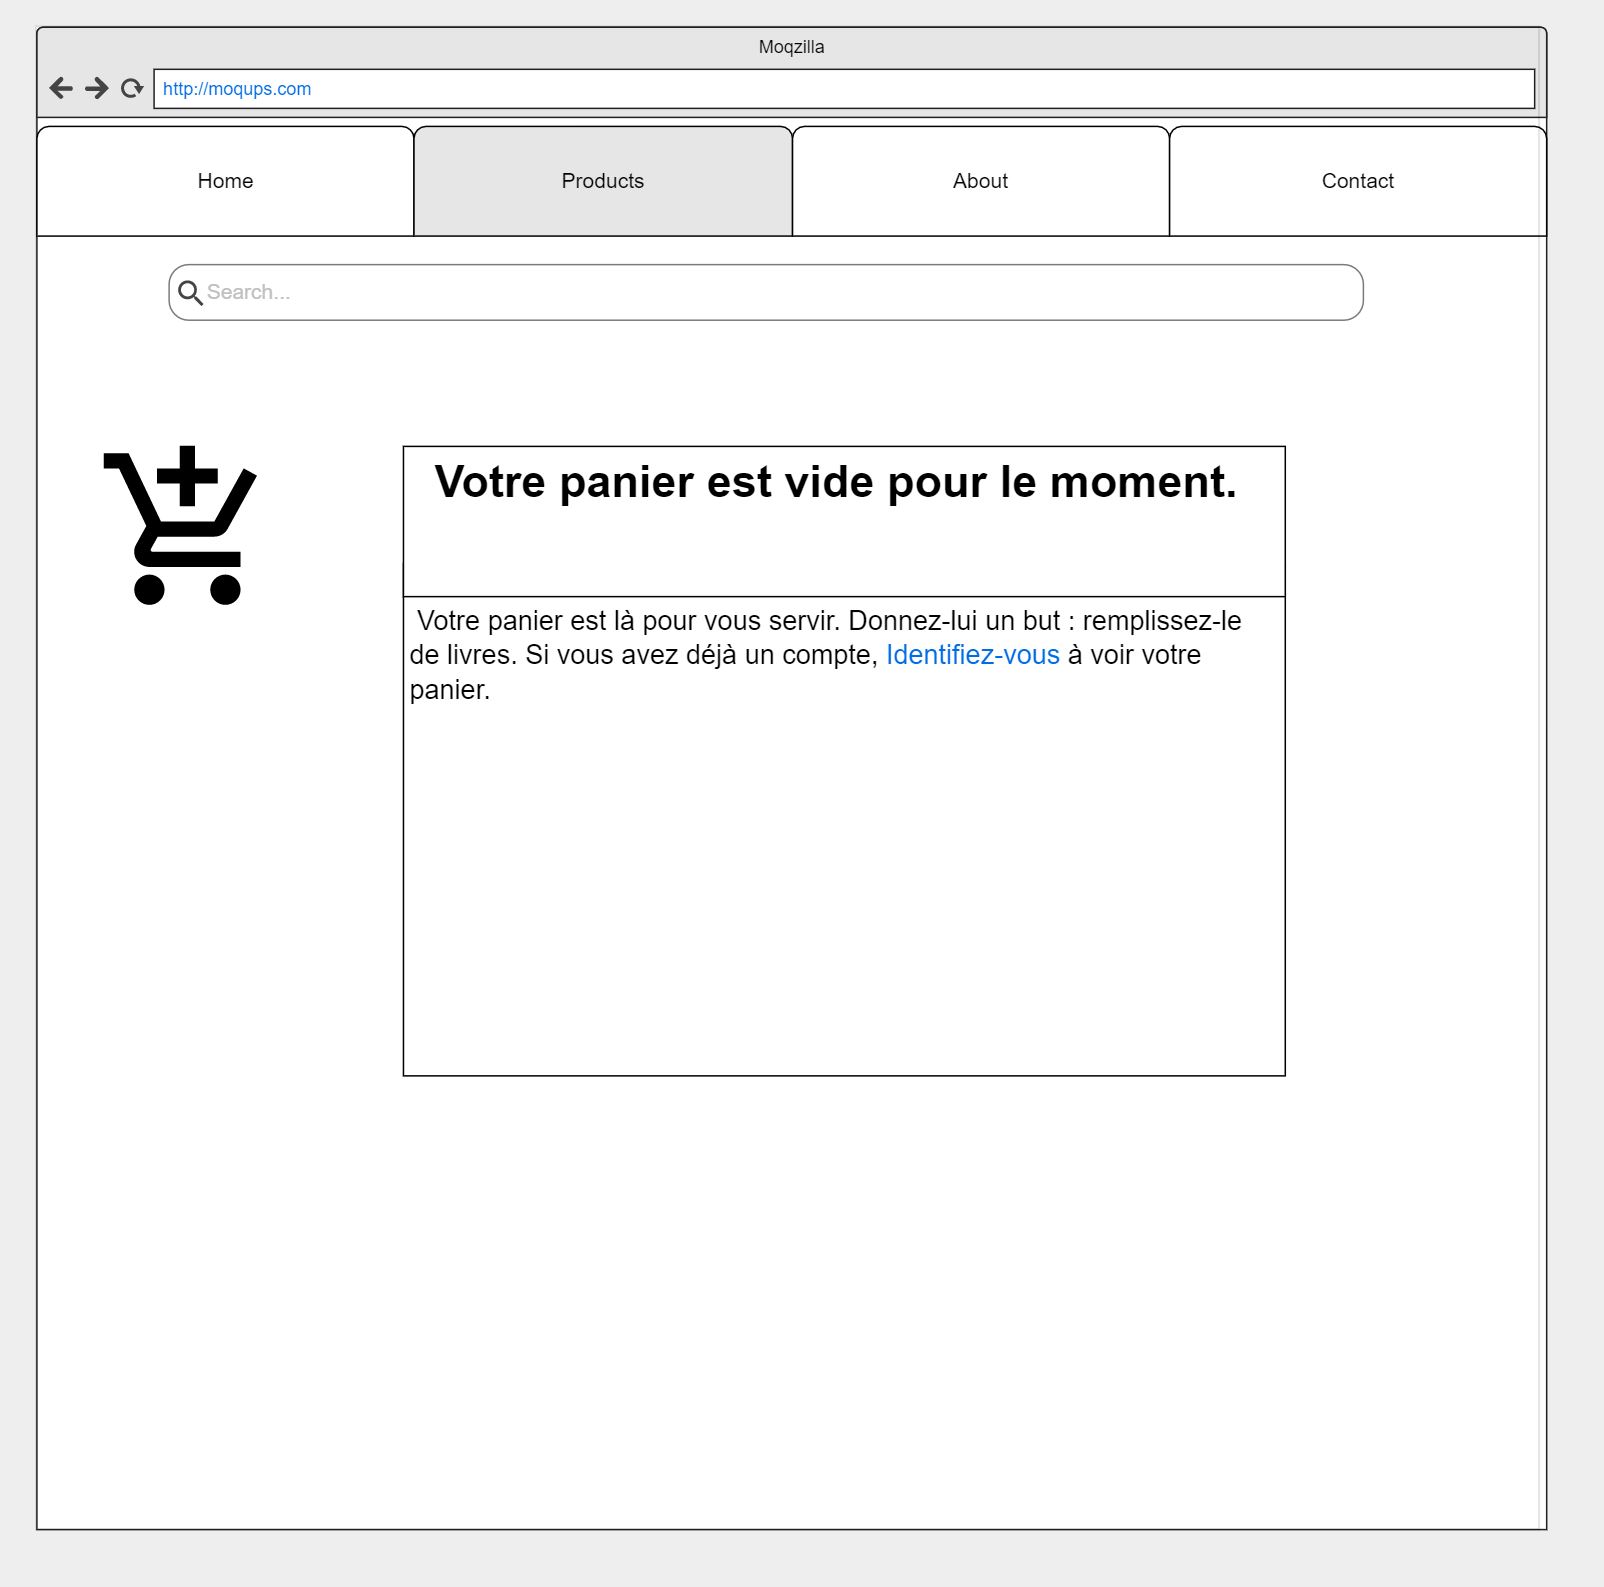 Moqzilla
http://moqups.com
Home
Products
About
Contact
Search...
Votre panier est vide pour le moment.
Votre panier est là pour vous servir. Donnez-lui un but : remplissez-le
de livres. Si vous avez déjà un compte, Identifiez-vous à voir votre
panier.